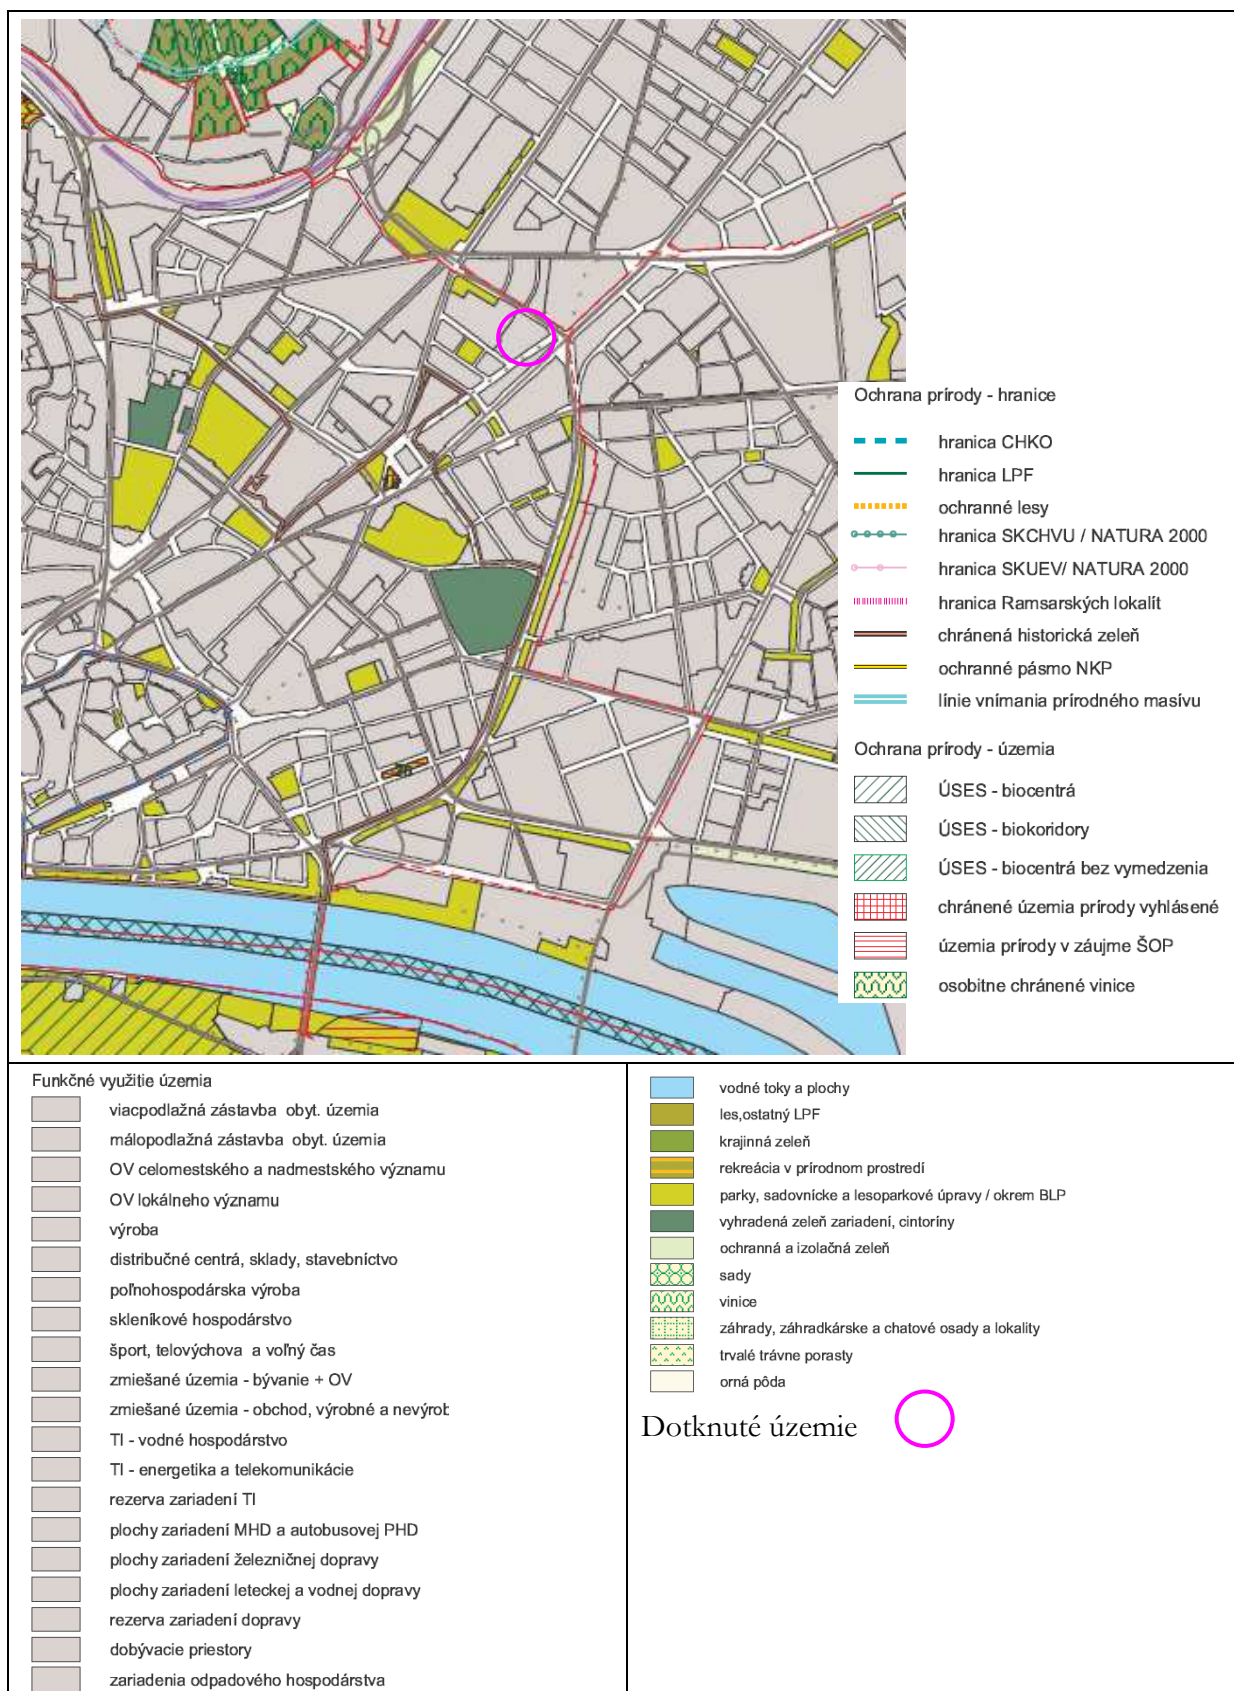 Ochrana prírody - hranice
hranica CHKO
hranica LPF
ochranné lesy
hranica SKCHVU / NATURA 2000
hranica SKUEV/ NATURA 2000
hranica Ramsarských lokalít
chránená historická zeleň
ochranné pásmo NKP
línie vnímania prírodného masívu
Ochrana prírody - územia
ÚSES - biocentrá
ÚSES - biokoridory
ÚSES - biocentrá bez vymedzenia
chránené územia prírody vyhlásené
územia prírody v záujme ŠOP
osobitne chránené vinice
Funkčné využitie územia
viacpodlažná zástavba obyt. územia
málopodlažná zástavba obyt. územia
OV celomestského a nadmestského významu
OV lokálneho významu
výroba
distribučné centrá, sklady, stavebníctvo
poľnohospodárska výroba
skleníkové hospodárstvo
šport, telovýchova a voľný čas
zmiešané územia - bývanie + OV
zmiešané územia - obchod, výrobné a nevýrob
TI - vodné hospodárstvo
TI - energetika a telekomunikácie
rezerva zariadení TI
plochy zariadení MHD a autobusovej PHD
plochy zariadení železničnej dopravy
plochy zariadení leteckej a vodnej dopravy
rezerva zariadení dopravy
dobývacie priestory
zariadenia odpadového hospodárstva
vodné toky a plochy
les,ostatný LPF
krajinná zeleň
rekreácia v prírodnom prostredí
parky, sadovnícke a lesoparkové úpravy / okrem BLP
vyhradená zeleň zariadení, cintoríny
ochranná a izolačná zeleň
sady
vinice
záhrady, záhradkárske a chatové osady a lokality
trvalé trávne porasty
orná pôda
Dotknuté územie